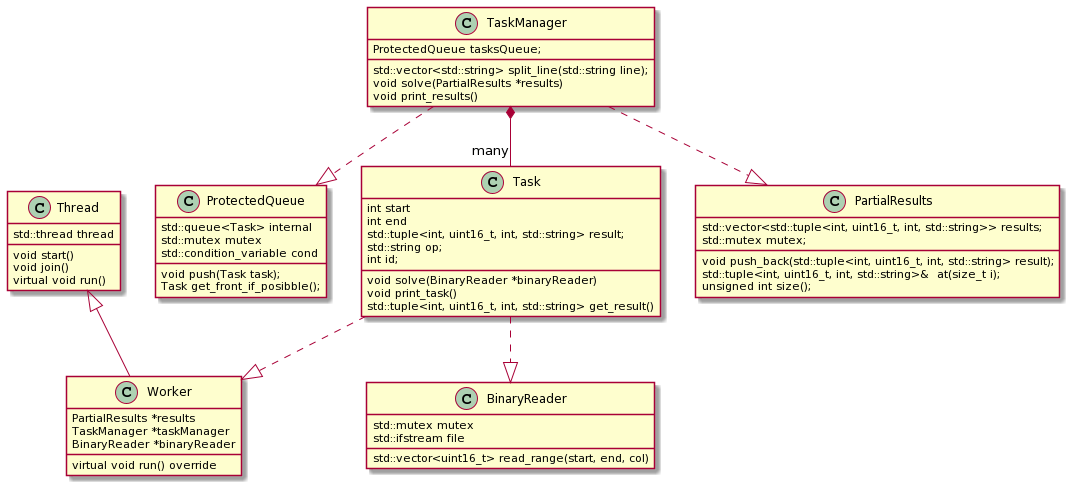 C TaskManager
ProtectedQueue tasksQueue;
std::vector<std::string> split_line(std::string line);
void solve(PartialResults *results)
void print_results()
many
C Thread
std::thread thread
void start()
void join()
virtual void run()
C ProtectedQueue
std::queue<Task> internal
std::mutex mutex
std::condition_variable cond
void push(Task task);
Task get_front_if_posibble();
C Task
int start
int end
std::tuple<int, uint16_t, int, std::string> result;
std::string op;
int id;
void solve(BinaryReader *binaryReader)
void print_task()
std::tuple<int, uint16_t, int, std::string> get_result()
C PartialResults
std::vector<std::tuple<int, uint16_t, int, std::string>> results;
std::mutex mutex;
void push_back(std::tuple<int, uint16_t, int, std::string> result);
std::tuple<int, uint16_t, int, std::string>& at(size_t i);
unsigned int size();
C Worker
PartialResults *results
TaskManager *taskManager
BinaryReader *binaryReader
virtual void run() override
C BinaryReader
std::mutex mutex
std::ifstream file
std::vector<uint16_t> read_range(start, end, col)